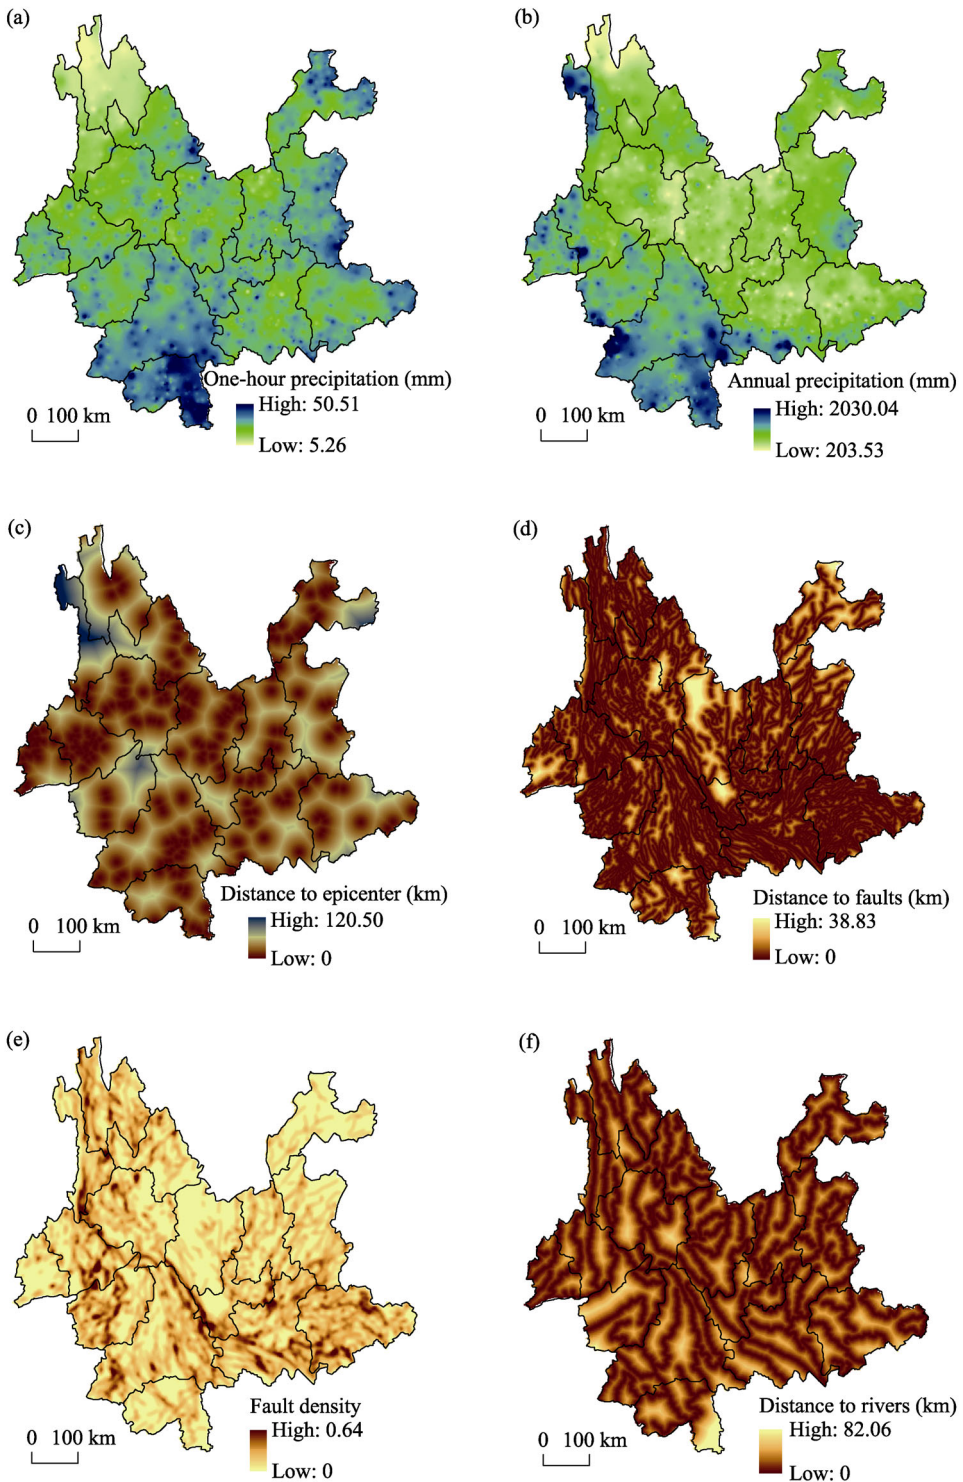 (a)
One-hour precipitation (mm)
High: 50.51
Low: 5.26
0 100 km
(b)
Annual precipitation (mm)
High: 2030.04
Low: 203.53
0 100 km
(c)
Distance to epicenter (km)
High: 120.50
Low: 0
0 100 km
(d)
Distance to faults (km)
High: 38.83
Low: 0
0 100 km
(e)
Fault density
High: 0.64
Low: 0
0 100 km
(f)
Distance to rivers (km)
High: 82.06
Low: 0
0 100 km